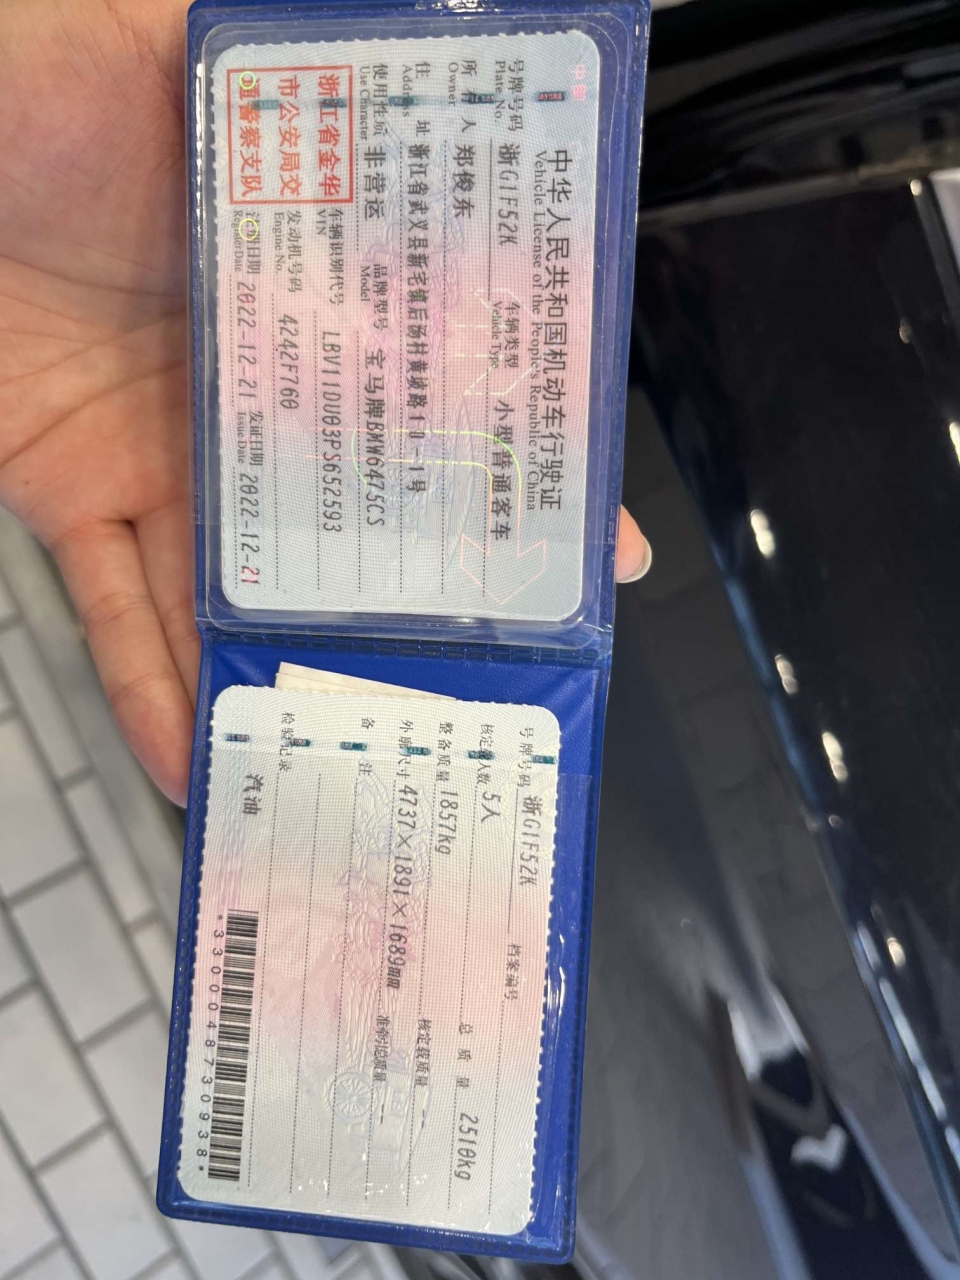 中华人民共和国机动车行驶证
Vehicle License of the People's Republic of China
号牌号码 浙G1F52K 车辆类型 小型普通客车
Plate No. Vehicle Type
所有人 郑俊东
Owner
住址 浙江省武义县新宅镇后汤村黄坡路10-1号
Address
使用性质 非营运 品牌型号 宝马牌BMW6475CS
Use Character Model
浙江省金华
市公安局交
通警察支队
车辆识别代号 LBV11DU03PS652593
VIN
发动机号码 4242F760
Engine No.
注册日期 2022-12-21 发证日期 2022-12-21
Register Date Issue Date
号牌号码 浙G1F52K 档案编号
核定载人数 5人 总质量 2510kg
整备质量 1857kg 核定载质量 --
外廓尺寸 4737×1891×1689mm 准牵引总质量 --
备注
检验记录
汽油
*3300048730938*